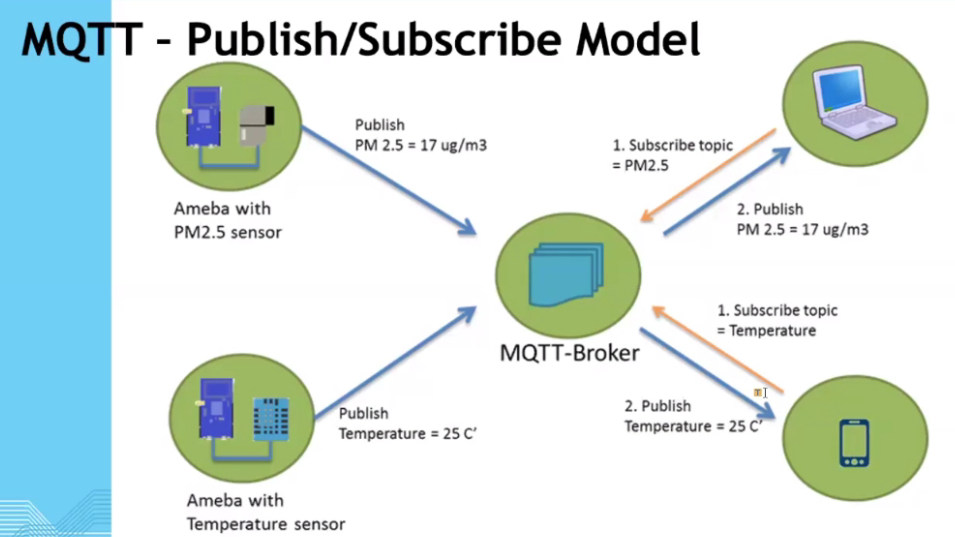 MQTT – Publish/Subscribe Model
Publish
PM 2.5 = 17 ug/m3
1. Subscribe topic
= PM2.5
Ameba with
PM2.5 sensor
2. Publish
PM 2.5 = 17 ug/m3
MQTT-Broker
1. Subscribe topic
= Temperature
Publish
Temperature = 25 C’
2. Publish
Temperature = 25 C’
Ameba with
Temperature sensor